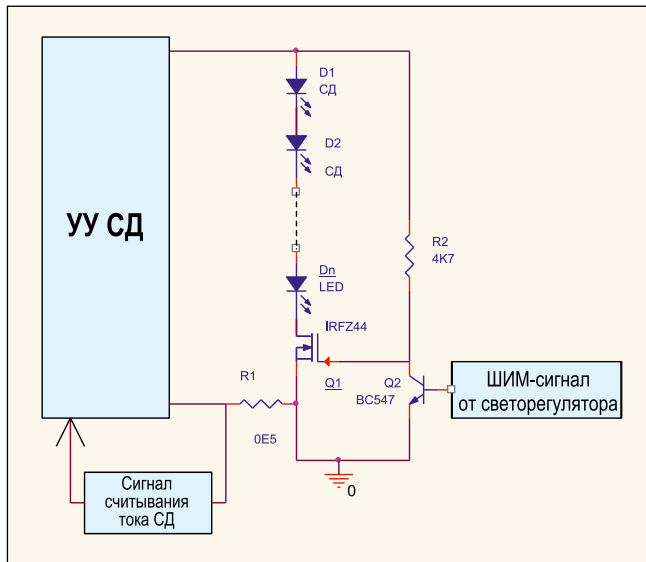 D1
СД
D2
СД
УУ СД
R2
4K7
Dn
LED
IRFZ44
Q1
Q2
BC547
ШИМ-сигнал
от светорегулятора
R1
0E5
Сигнал
считывания
тока СД
0